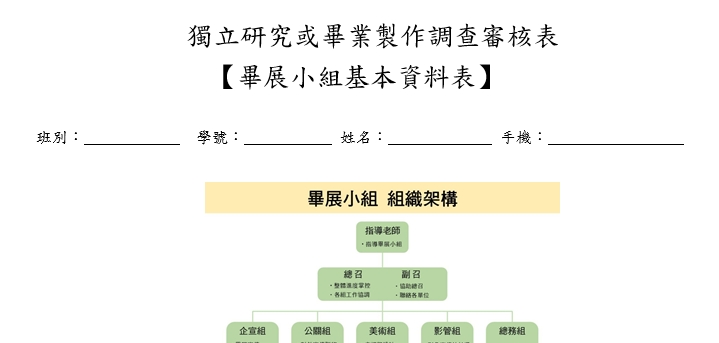 獨立研究或畢業製作調查審核表
【畢展小組基本資料表】
班別： 學號： 姓名： 手機：
畢展小組 組織架構
指導老師
・指導畢展小組
總召 副召
・整體進度掌控 ・協助總召
・各組工作協調 ・聯絡各單位
企宣組 公關組 美術組 影管組 總務組